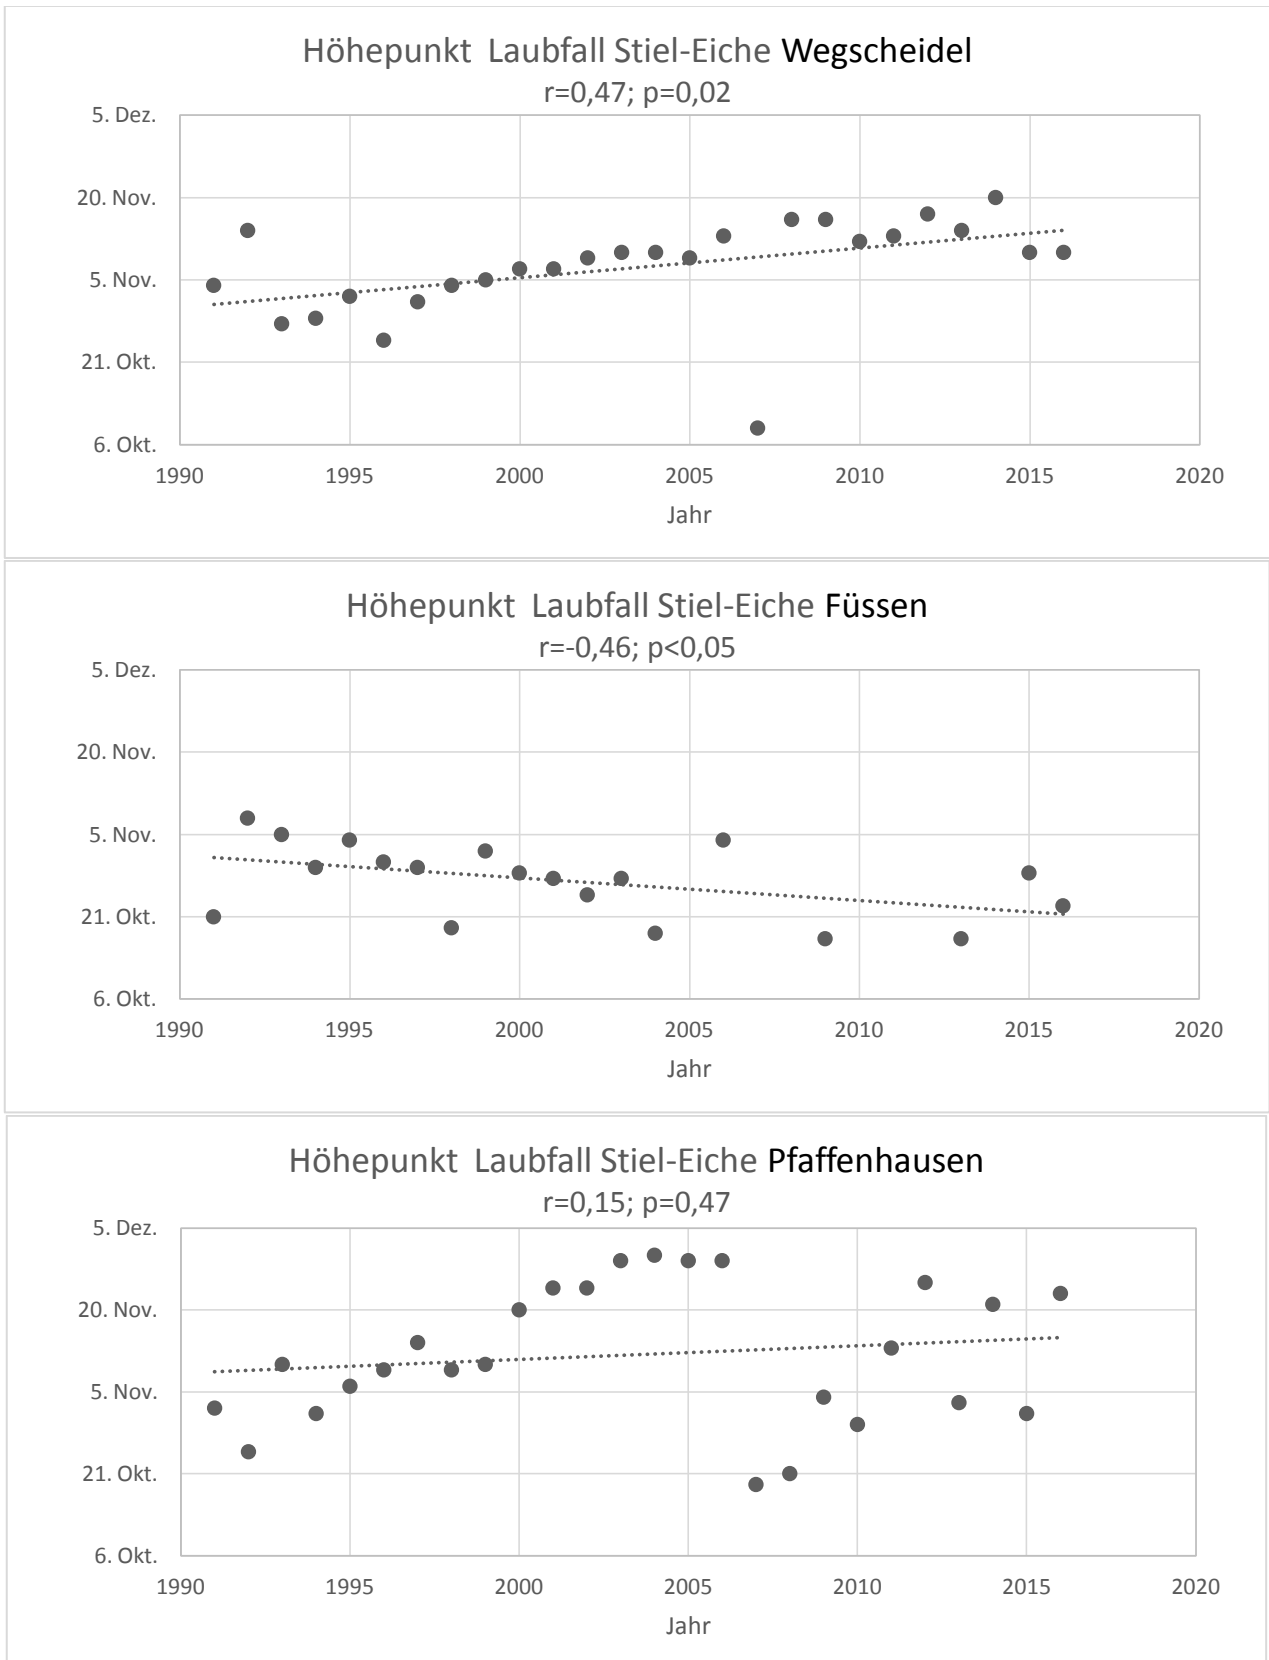 Höhepunkt Laubfall Stiel-Eiche Wegscheidel
r=0,47; p=0,02
5. Dez.
20. Nov.
5. Nov.
21. Okt.
6. Okt.
1990 1995 2000 2005 2010 2015 2020
Jahr
Höhepunkt Laubfall Stiel-Eiche Füssen
r=-0,46; p<0,05
5. Dez.
20. Nov.
5. Nov.
21. Okt.
6. Okt.
1990 1995 2000 2005 2010 2015 2020
Jahr
Höhepunkt Laubfall Stiel-Eiche Pfaffenhausen
r=0,15; p=0,47
5. Dez.
20. Nov.
5. Nov.
21. Okt.
6. Okt.
1990 1995 2000 2005 2010 2015 2020
Jahr